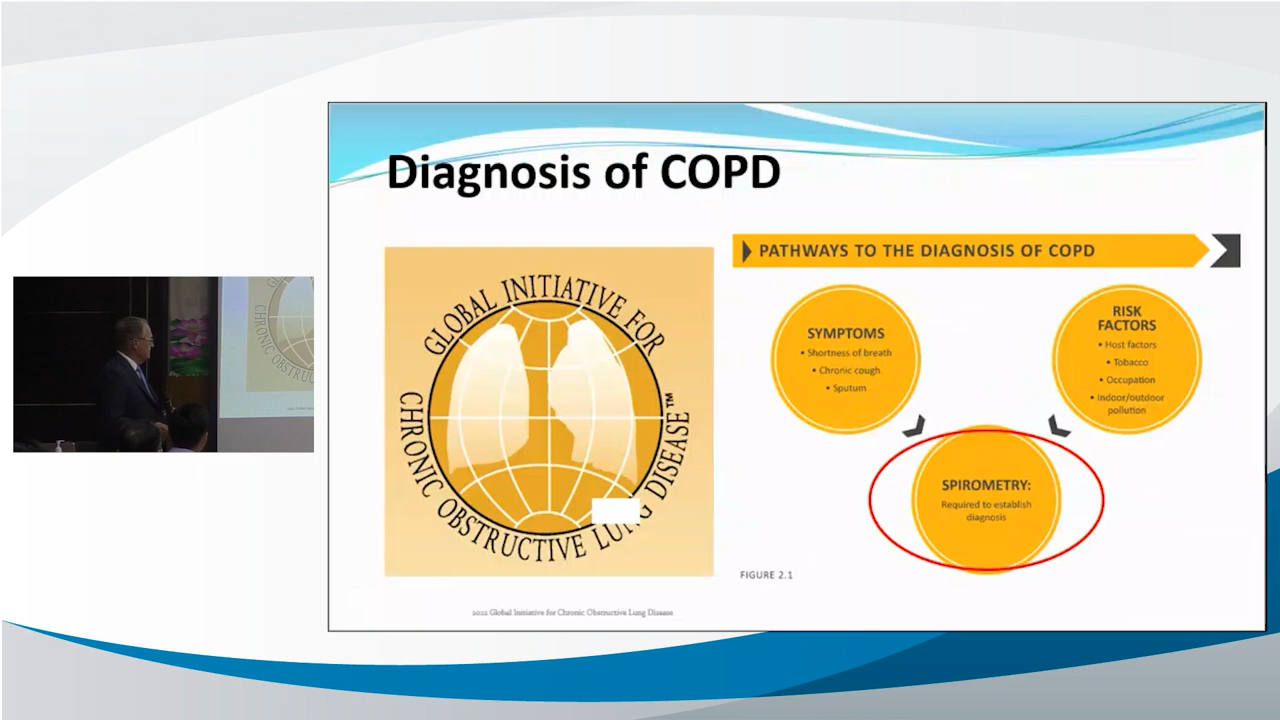 Diagnosis of COPD
GLOBAL INITIATIVE FOR
CHRONIC OBSTRUCTIVE LUNG DISEASE™
PATHWAYS TO THE DIAGNOSIS OF COPD
SYMPTOMS
• Shortness of breath
• Chronic cough
• Sputum
RISK
FACTORS
• Host factors
• Tobacco
• Occupation
• Indoor/outdoor
pollution
SPIROMETRY:
Required to establish
diagnosis
FIGURE 2.1
2022 Global Initiative for Chronic Obstructive Lung Disease
CHRONIC OBSTRUC